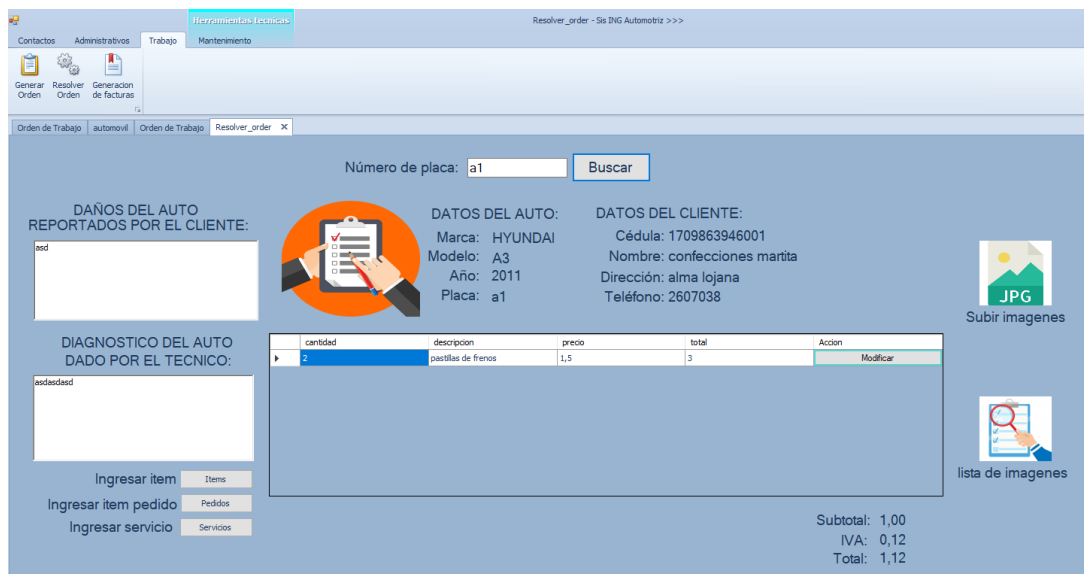 Herramientas tecnicas
Resolver_order - Sis ING Automotriz >>>
Contactos Administrativos Trabajo Mantenimiento
Generar Orden
Resolver Orden
Generacion de facturas
Orden de Trabajo automovil Orden de Trabajo Resolver_order ✕
Número de placa: a1 Buscar
DAÑOS DEL AUTO
REPORTADOS POR EL CLIENTE:
asd
DATOS DEL AUTO:
Marca: HYUNDAI
Modelo: A3
Año: 2011
Placa: a1
DATOS DEL CLIENTE:
Cédula: 1709863946001
Nombre: confecciones martita
Dirección: alma lojana
Teléfono: 2607038
JPG
Subir imagenes
DIAGNOSTICO DEL AUTO
DADO POR EL TECNICO:
asdasdasd
cantidad descripcion precio total Accion
2 pastillas de frenos 1,5 3 Modificar
lista de imagenes
Ingresar item Items
Ingresar item pedido Pedidos
Ingresar servicio Servicios
Subtotal: 1,00
IVA: 0,12
Total: 1,12